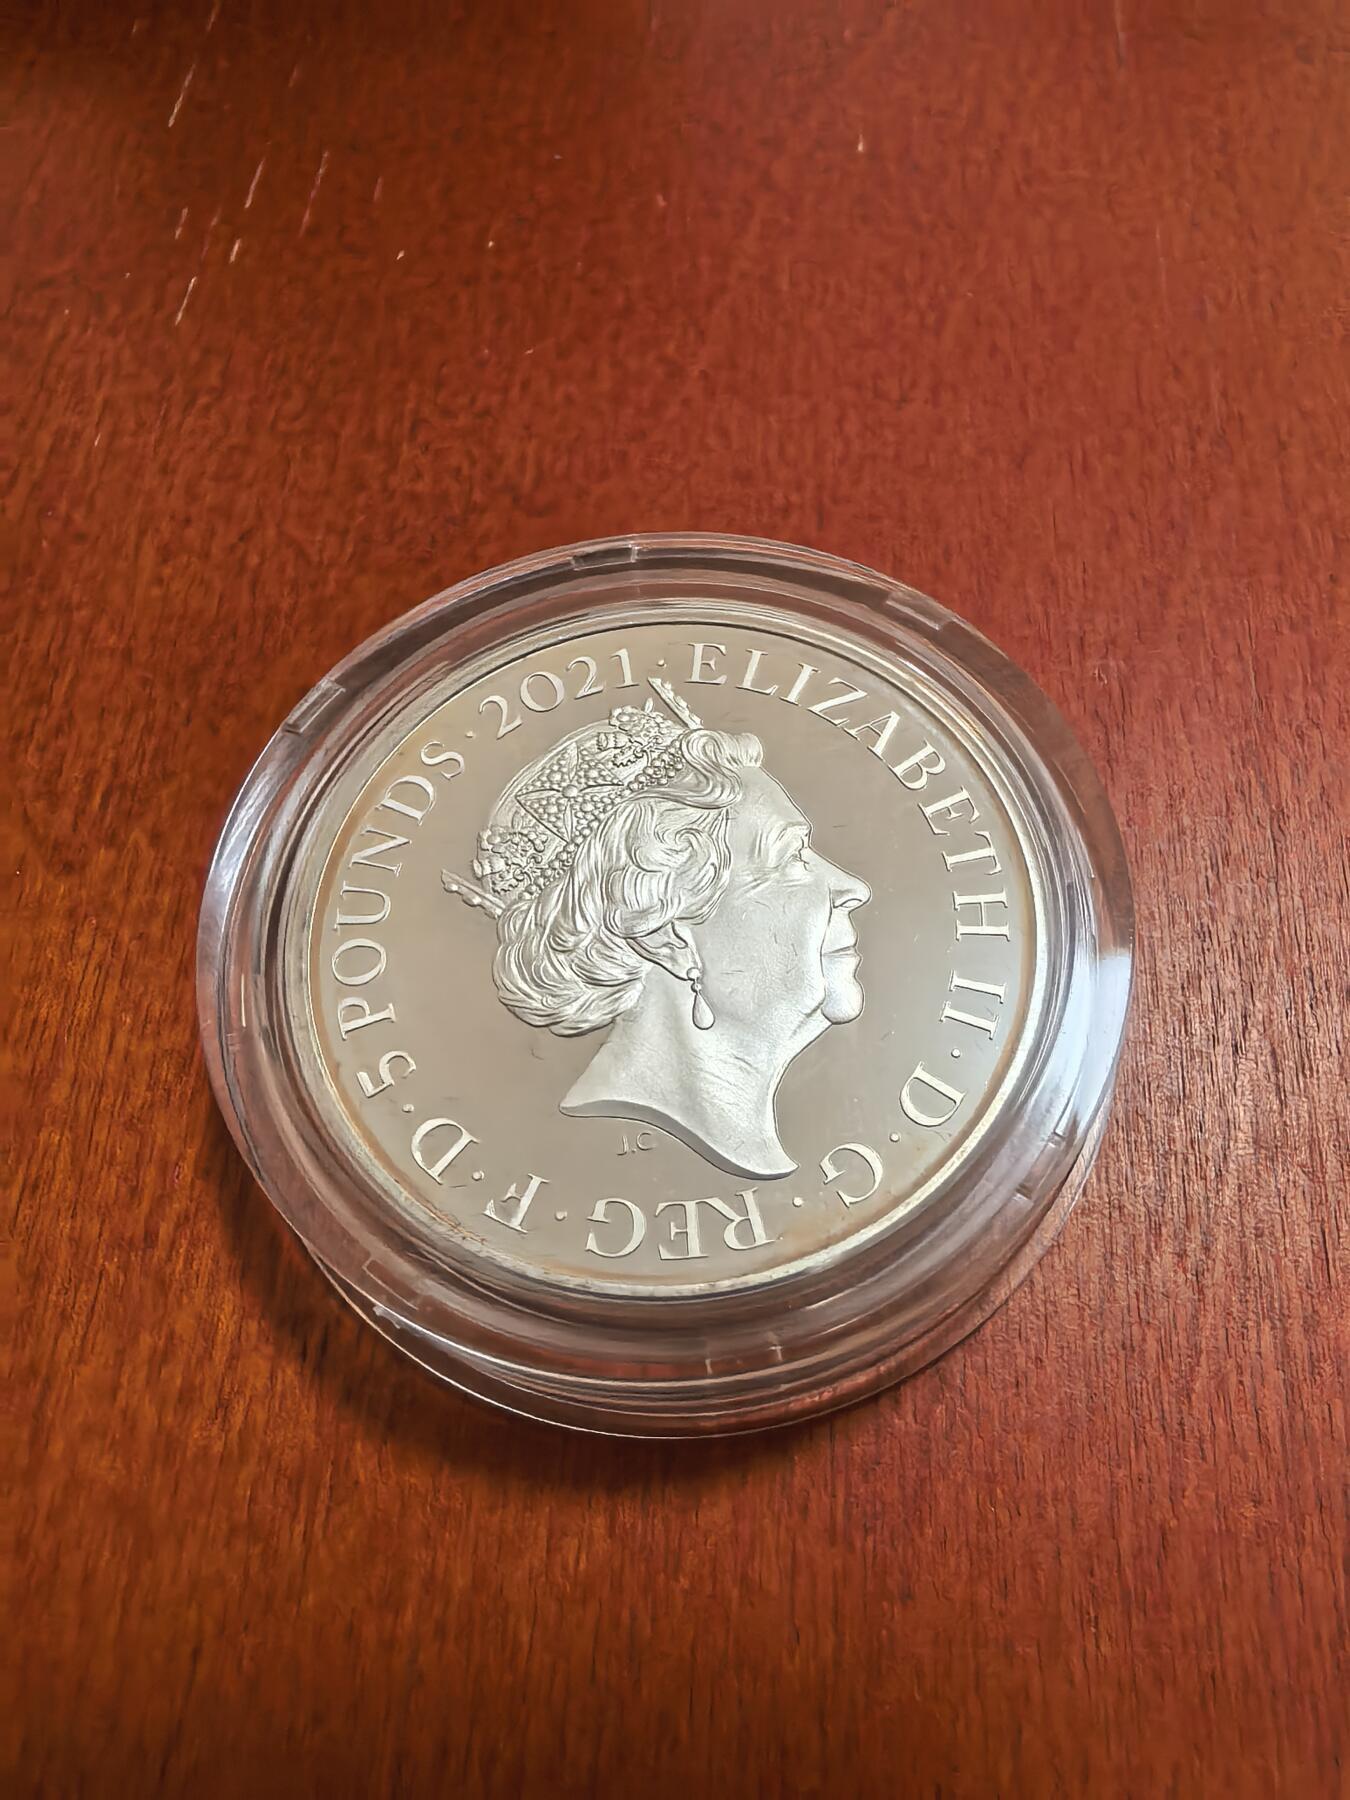 ELIZABETH II · D · G · REG · F · D · 5 POUNDS · 2021 ·
J.C